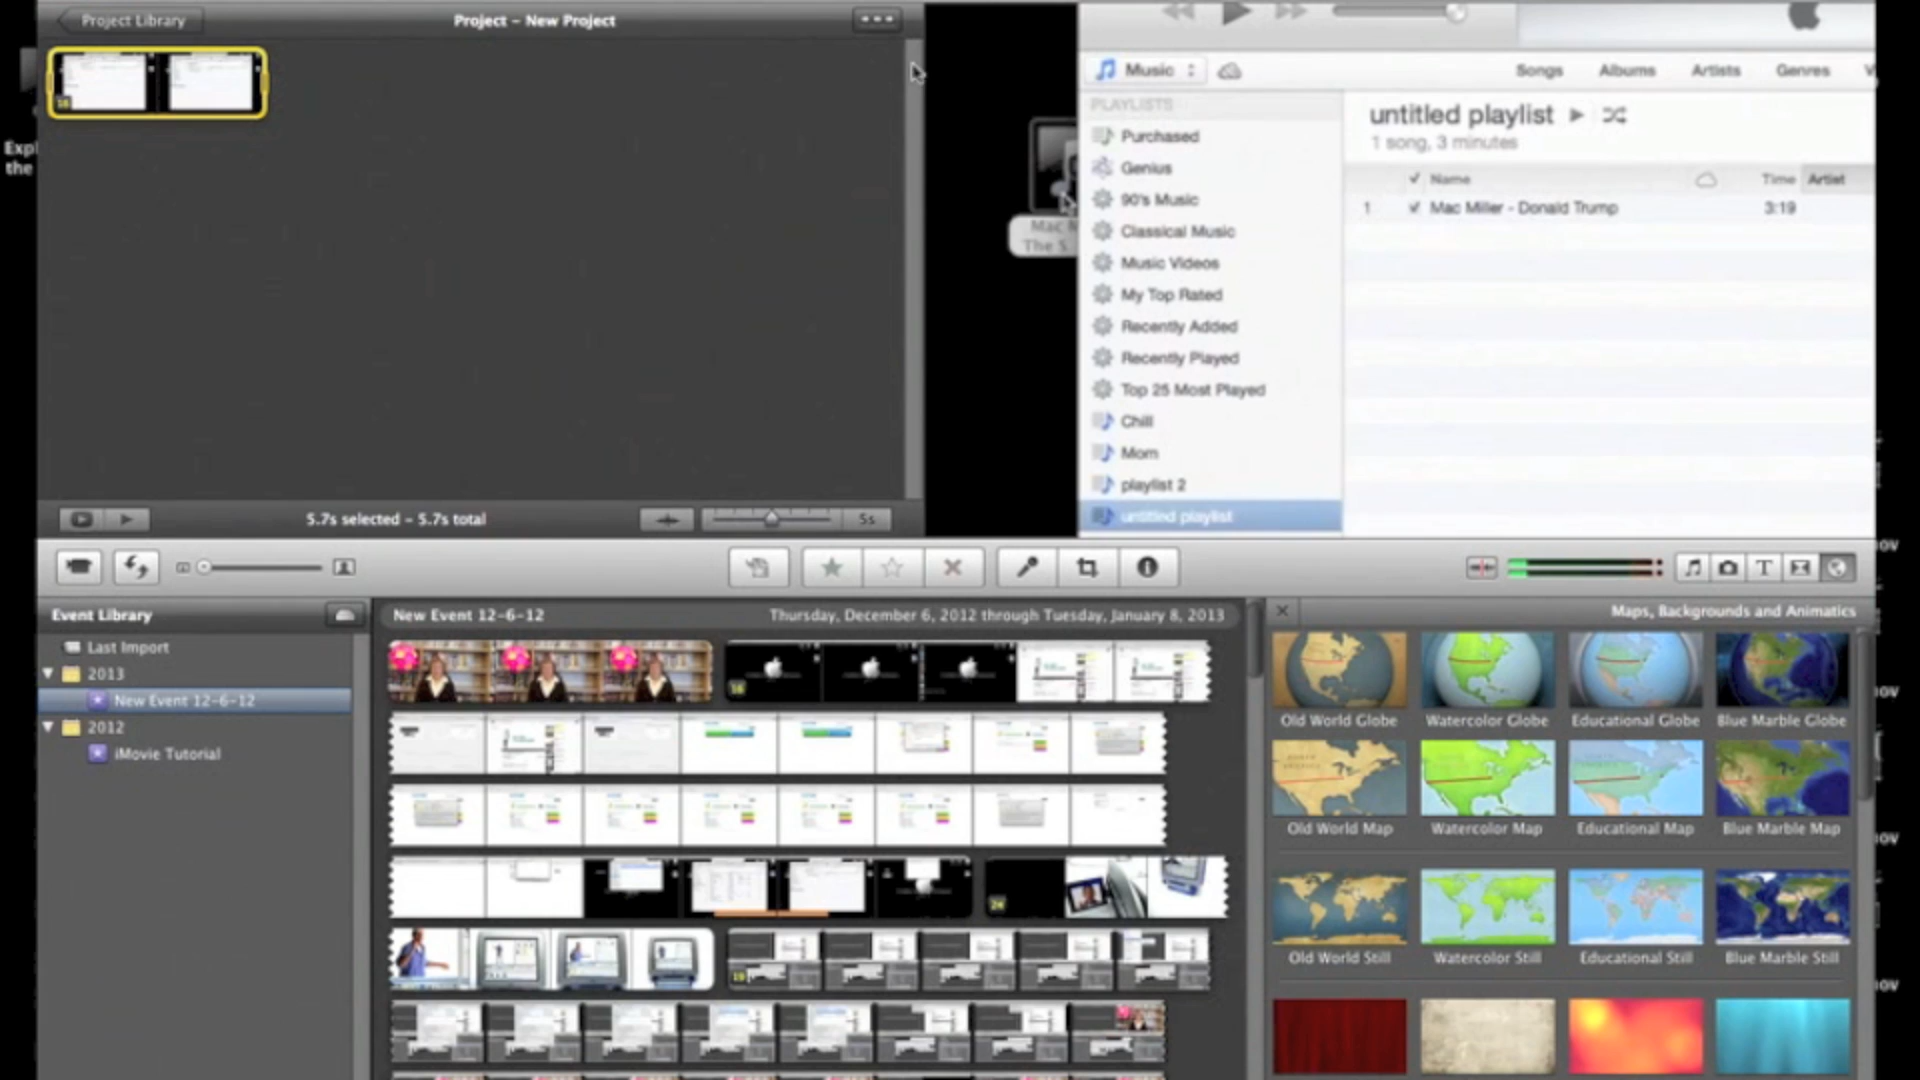 Project Library
Project – New Project
Music
Songs
Albums
Artists
Genres
PLAYLISTS
Purchased
Genius
90's Music
Classical Music
Music Videos
My Top Rated
Recently Added
Recently Played
Top 25 Most Played
Chill
Mom
playlist 2
untitled playlist
untitled playlist
1 song, 3 minutes
Name
Time
Artist
1
Mac Miller - Donald Trump
3:19
Mac M
The S
Expl
the
5.7s selected – 5.7s total
5s
Event Library
Last Import
2013
New Event 12-6-12
2012
iMovie Tutorial
New Event 12-6-12
Thursday, December 6, 2012 through Tuesday, January 8, 2013
Maps, Backgrounds and Animatics
Old World Globe
Watercolor Globe
Educational Globe
Blue Marble Globe
Old World Map
Watercolor Map
Educational Map
Blue Marble Map
Old World Still
Watercolor Still
Educational Still
Blue Marble Still